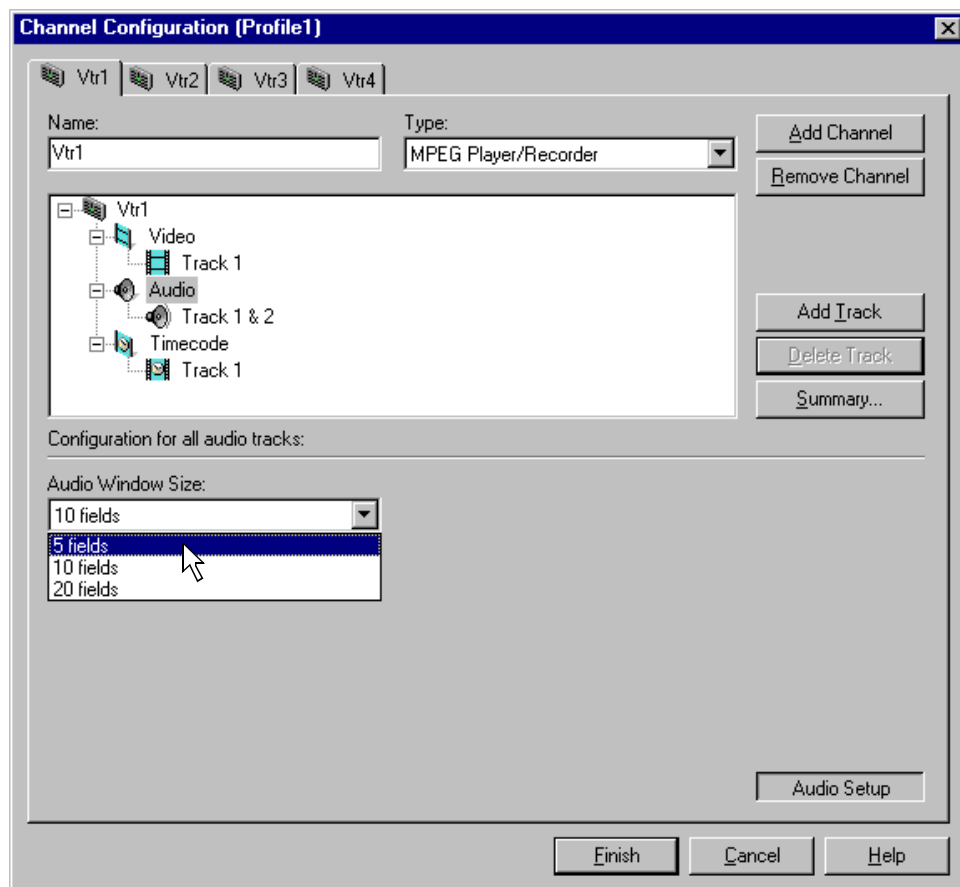 Channel Configuration (Profile1)
Vtr1 Vtr2 Vtr3 Vtr4
Name: Type:
Vtr1 MPEG Player/Recorder
Add Channel
Remove Channel
Vtr1
Video
Track 1
Audio
Track 1 & 2
Timecode
Track 1
Add Track
Delete Track
Summary...
Configuration for all audio tracks:
Audio Window Size:
10 fields
5 fields
10 fields
20 fields
Audio Setup
Finish Cancel Help